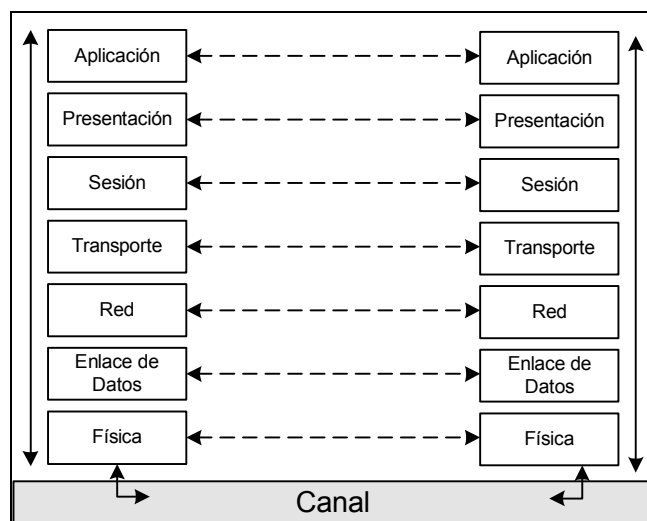 Aplicación
Aplicación
Presentación
Presentación
Sesión
Sesión
Transporte
Transporte
Red
Red
Enlace de
Datos
Enlace de
Datos
Física
Física
Canal